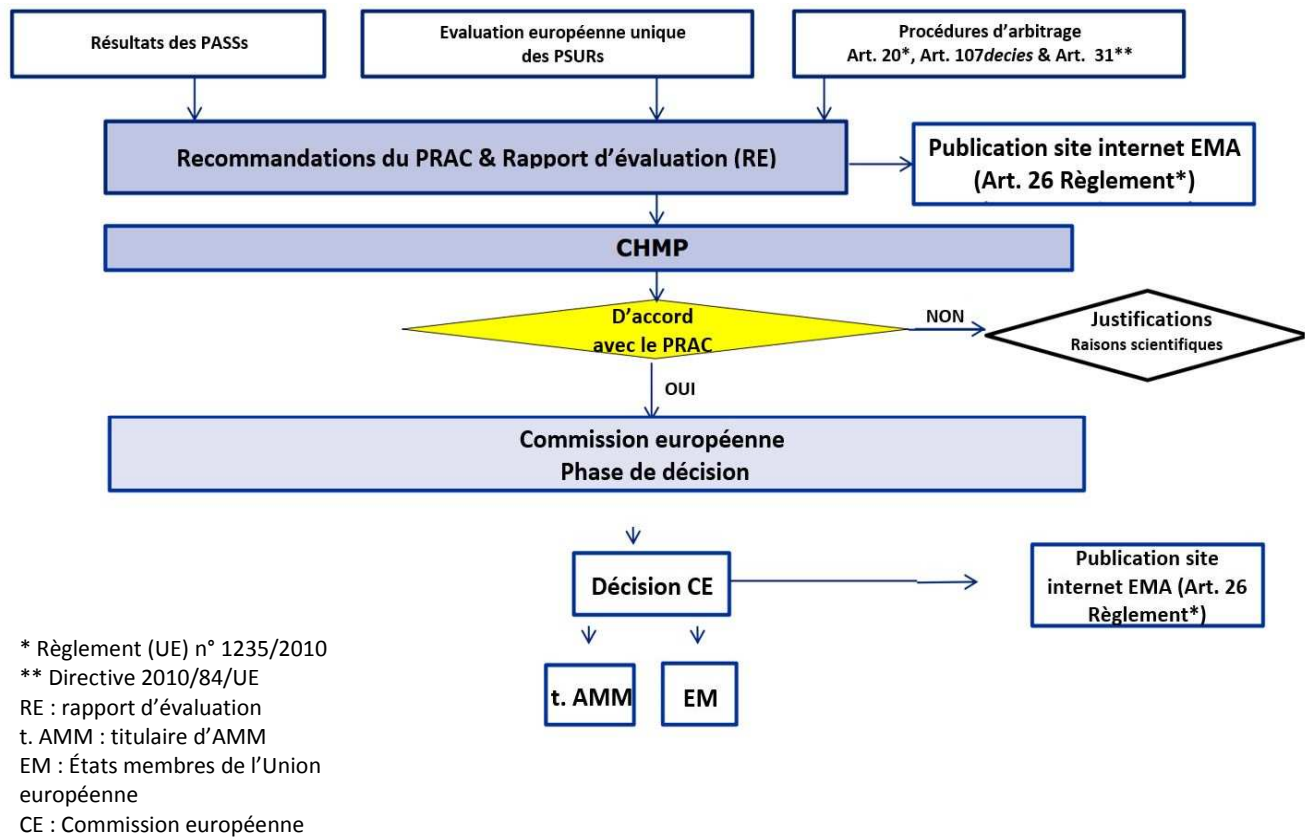 Résultats des PASSs
Evaluation européenne unique
des PSURs
Procédures d'arbitrage
Art. 20*, Art. 107decies & Art. 31**
Recommandations du PRAC & Rapport d'évaluation (RE)
Publication site internet EMA
(Art. 26 Règlement*)
CHMP
D'accord
avec le PRAC
NON
Justifications
Raisons scientifiques
OUI
Commission européenne
Phase de décision
Décision CE
Publication site
internet EMA (Art. 26
Règlement*)
t. AMM
EM
* Règlement (UE) n° 1235/2010
** Directive 2010/84/UE
RE : rapport d'évaluation
t. AMM : titulaire d'AMM
EM : États membres de l'Union
européenne
CE : Commission européenne